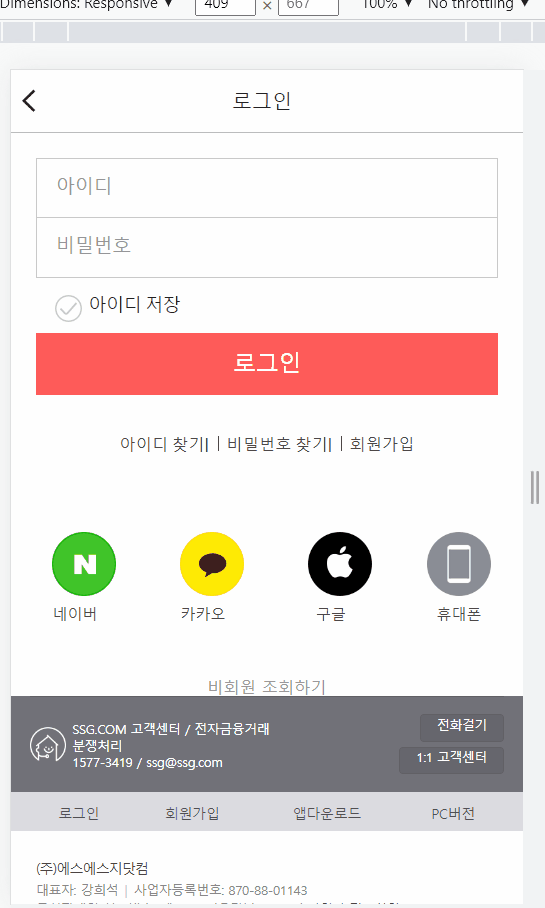 Dimensions: Responsive ▼ 409 × 667 100% ▼ No throttling ▼
로그인
아이디
비밀번호
아이디 저장
로그인
아이디 찾기| | 비밀번호 찾기| | 회원가입
N
네이버 카카오 구글 휴대폰
비회원 조회하기
SSG.COM 고객센터 / 전자금융거래
분쟁처리
1577-3419 / ssg@ssg.com
전화걸기
1:1 고객센터
로그인 회원가입 앱다운로드 PC버전
(주)에스에스지닷컴
대표자: 강희석 | 사업자등록번호: 870-88-01143